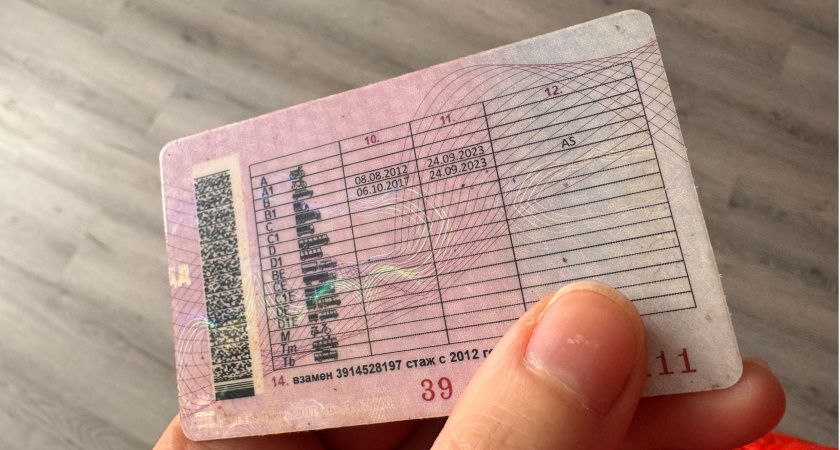 10. 11. 12.
A
A1
B 08.08.2012 24.09.2023
B1 06.10.2017 24.09.2023 AS
C
C1
D
D1
BE
CE
C1E
DE
D1E
M
Tm
Tb
14. взамен 3914528197 стаж с 2012
39 111